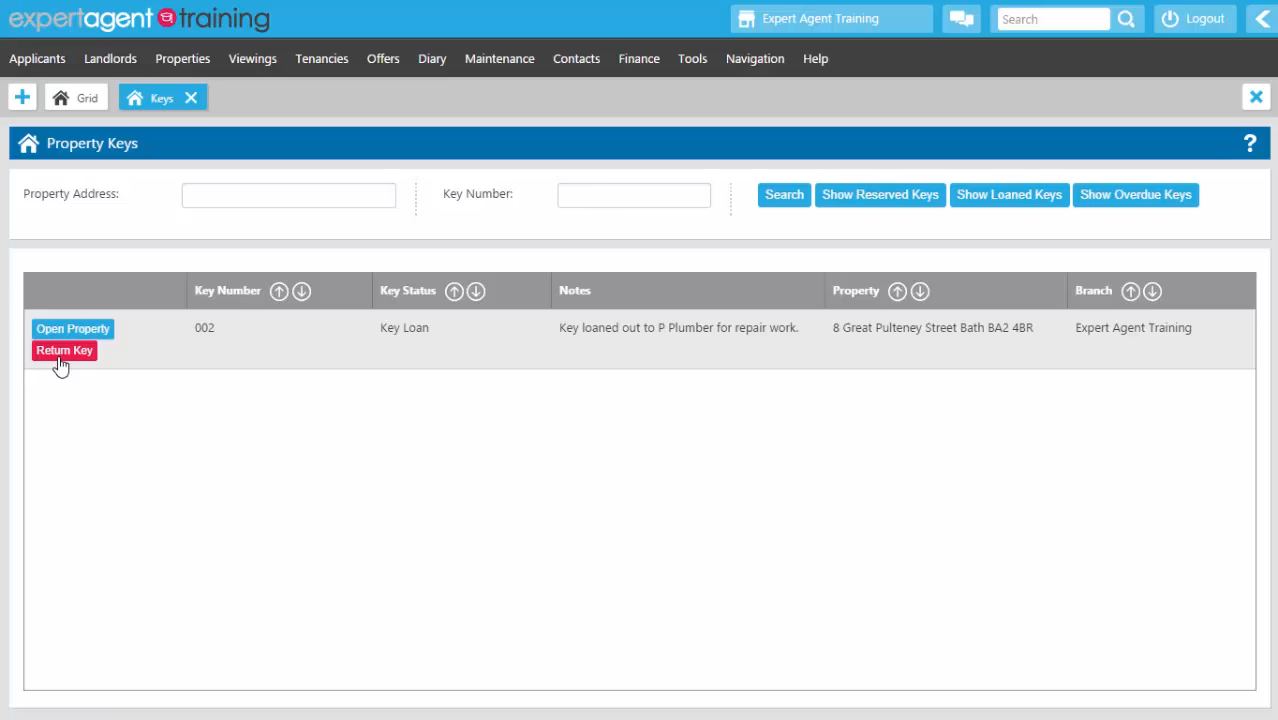 expertagent training
Expert Agent Training
Search
Logout
Applicants Landlords Properties Viewings Tenancies Offers Diary Maintenance Contacts Finance Tools Navigation Help
Grid
Keys
Property Keys
?
Property Address:
Key Number:
Search
Show Reserved Keys
Show Loaned Keys
Show Overdue Keys
Key Number
Key Status
Notes
Property
Branch
Open Property
Return Key
002
Key Loan
Key loaned out to P Plumber for repair work.
8 Great Pulteney Street Bath BA2 4BR
Expert Agent Training